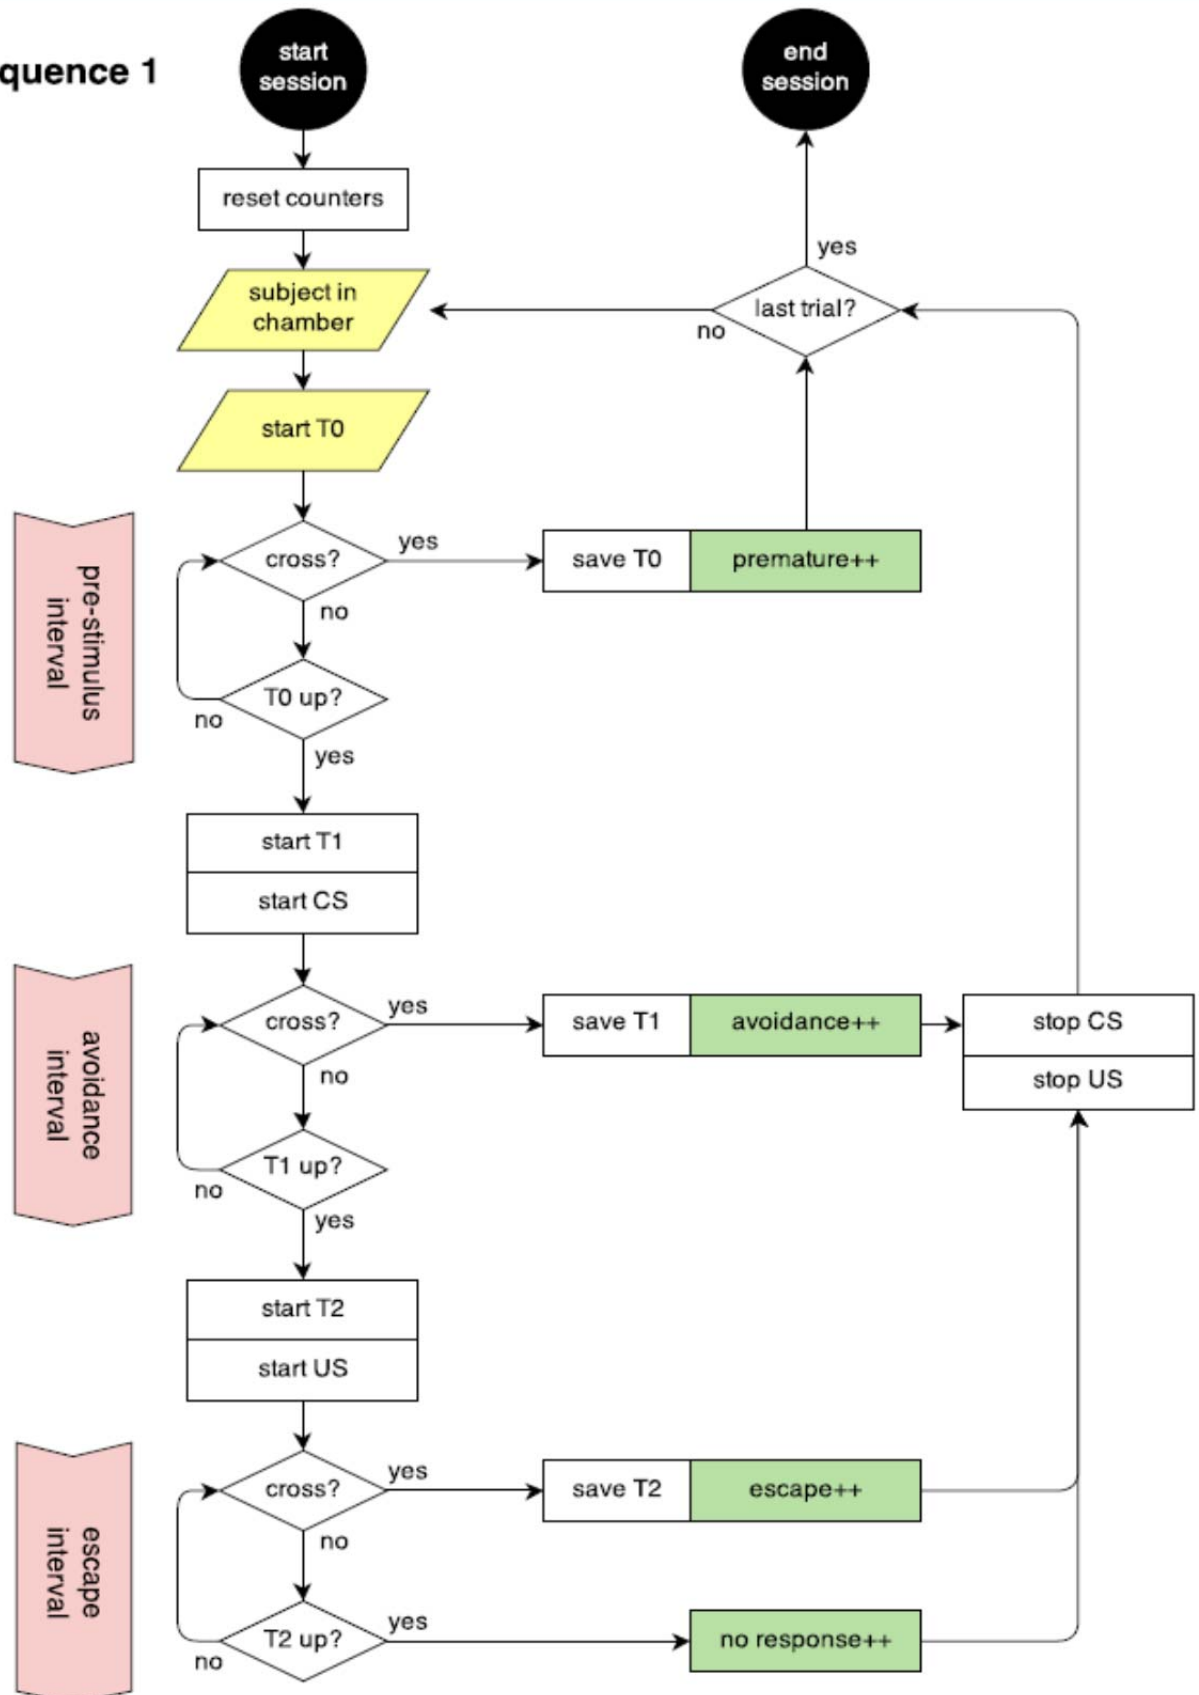 quence 1
start
session
end
session
reset counters
yes
subject in
chamber
last trial?
no
start T0
pre-stimulus
interval
cross?
yes
save T0
premature++
no
T0 up?
no
yes
start T1
start CS
avoidance
interval
cross?
yes
save T1
avoidance++
stop CS
stop US
no
T1 up?
no
yes
start T2
start US
escape
interval
cross?
yes
save T2
escape++
no
T2 up?
yes
no response++
no